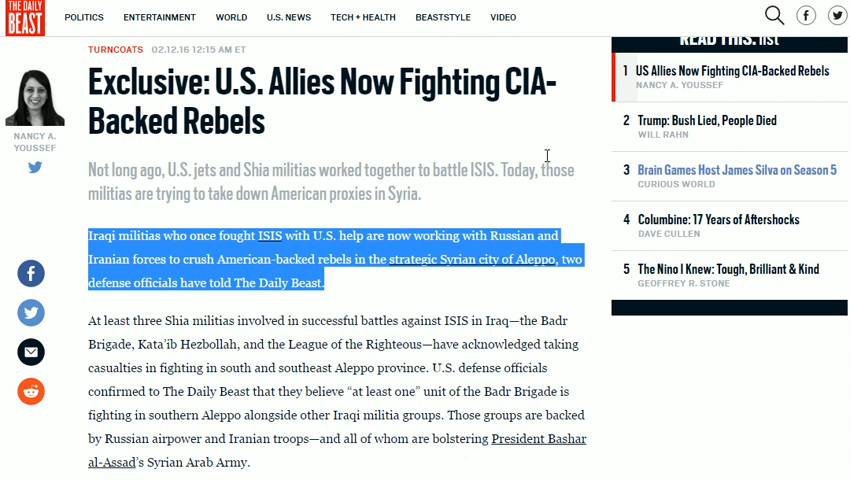 THE DAILY
BEAST
POLITICS ENTERTAINMENT WORLD U.S. NEWS TECH + HEALTH BEASTSTYLE VIDEO
TURNCOATS 02.12.16 12:15 AM ET
Exclusive: U.S. Allies Now Fighting CIA-
Backed Rebels
NANCY A.
YOUSSEF
Not long ago, U.S. jets and Shia militias worked together to battle ISIS. Today, those
militias are trying to take down American proxies in Syria.
Iraqi militias who once fought ISIS with U.S. help are now working with Russian and
Iranian forces to crush American-backed rebels in the strategic Syrian city of Aleppo, two
defense officials have told The Daily Beast.
At least three Shia militias involved in successful battles against ISIS in Iraq—the Badr
Brigade, Kata’ib Hezbollah, and the League of the Righteous—have acknowledged taking
casualties in fighting in south and southeast Aleppo province. U.S. defense officials
confirmed to The Daily Beast that they believe “at least one” unit of the Badr Brigade is
fighting in southern Aleppo alongside other Iraqi militia groups. Those groups are backed
by Russian airpower and Iranian troops—and all of whom are bolstering President Bashar
al-Assad’s Syrian Arab Army.
READ THIS. list
1 US Allies Now Fighting CIA-Backed Rebels
NANCY A. YOUSSEF
2 Trump: Bush Lied, People Died
WILL RAHN
3 Brain Games Host James Silva on Season 5
CURIOUS WORLD
4 Columbine: 17 Years of Aftershocks
DAVE CULLEN
5 The Nino I Knew: Tough, Brilliant & Kind
GEOFFREY R. STONE